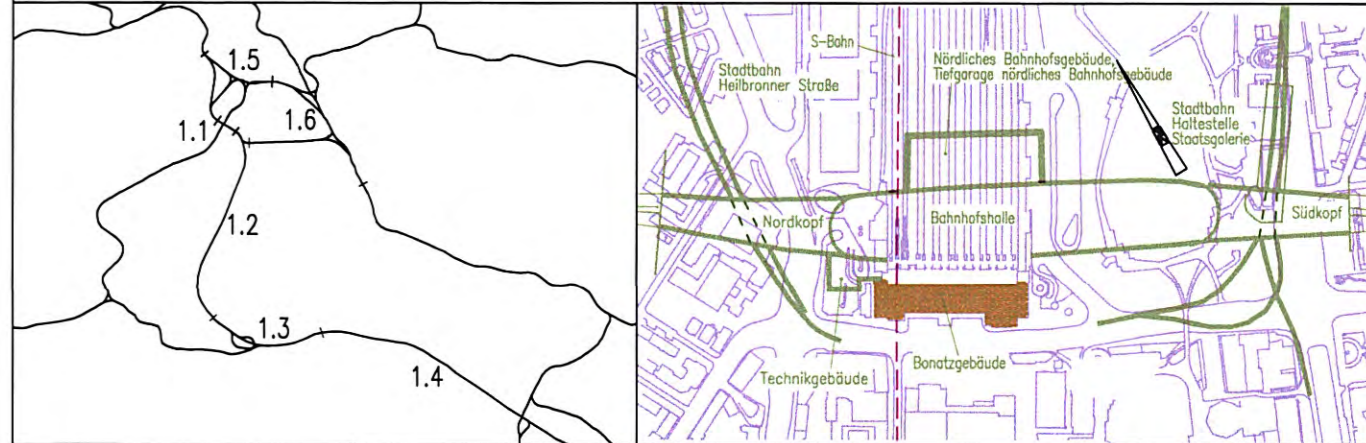 1.5
1.6
1.1
1.2
1.3
1.4
S-Bahn
Nördliches Bahnhofsgebäude,
Tiefgarage nördliches Bahnhofsgebäude
Stadtbahn
Heilbronner Straße
Stadtbahn
Haltestelle
Staatsgalerie
Nordkopf
Bahnhofshalle
Südkopf
Technikgebäude
Bonatzgebäude